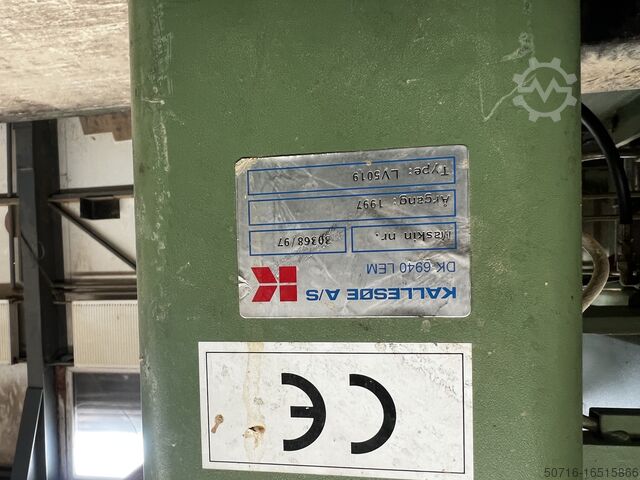 KALLESØE A/S
DK 6940 LEM
Maskin nr. 30368/97
Årgang: 1997
Type: LV5019
CE
50716-16515866